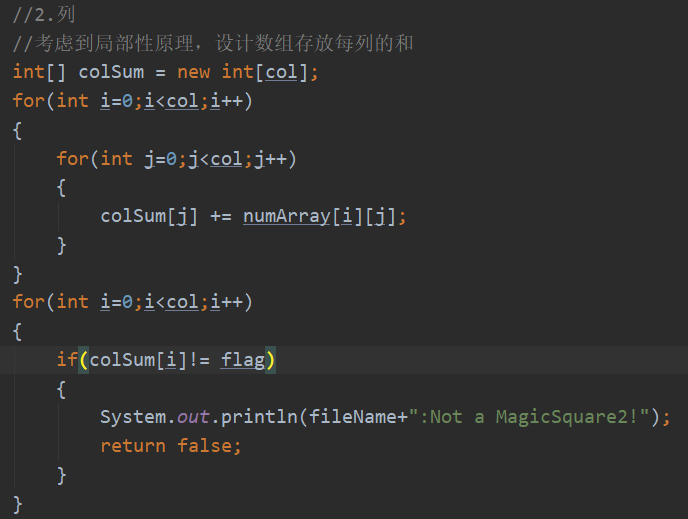 //2.列
//考虑到局部性原理，设计数组存放每列的和
int[] colSum = new int[col];
for(int i=0;i<col;i++)
{
    for(int j=0;j<col;j++)
    {
        colSum[j] += numArray[i][j];
    }
}
for(int i=0;i<col;i++)
{
    if(colSum[i]!= flag)
    {
        System.out.println(fileName+":Not a MagicSquare2!");
        return false;
    }
}